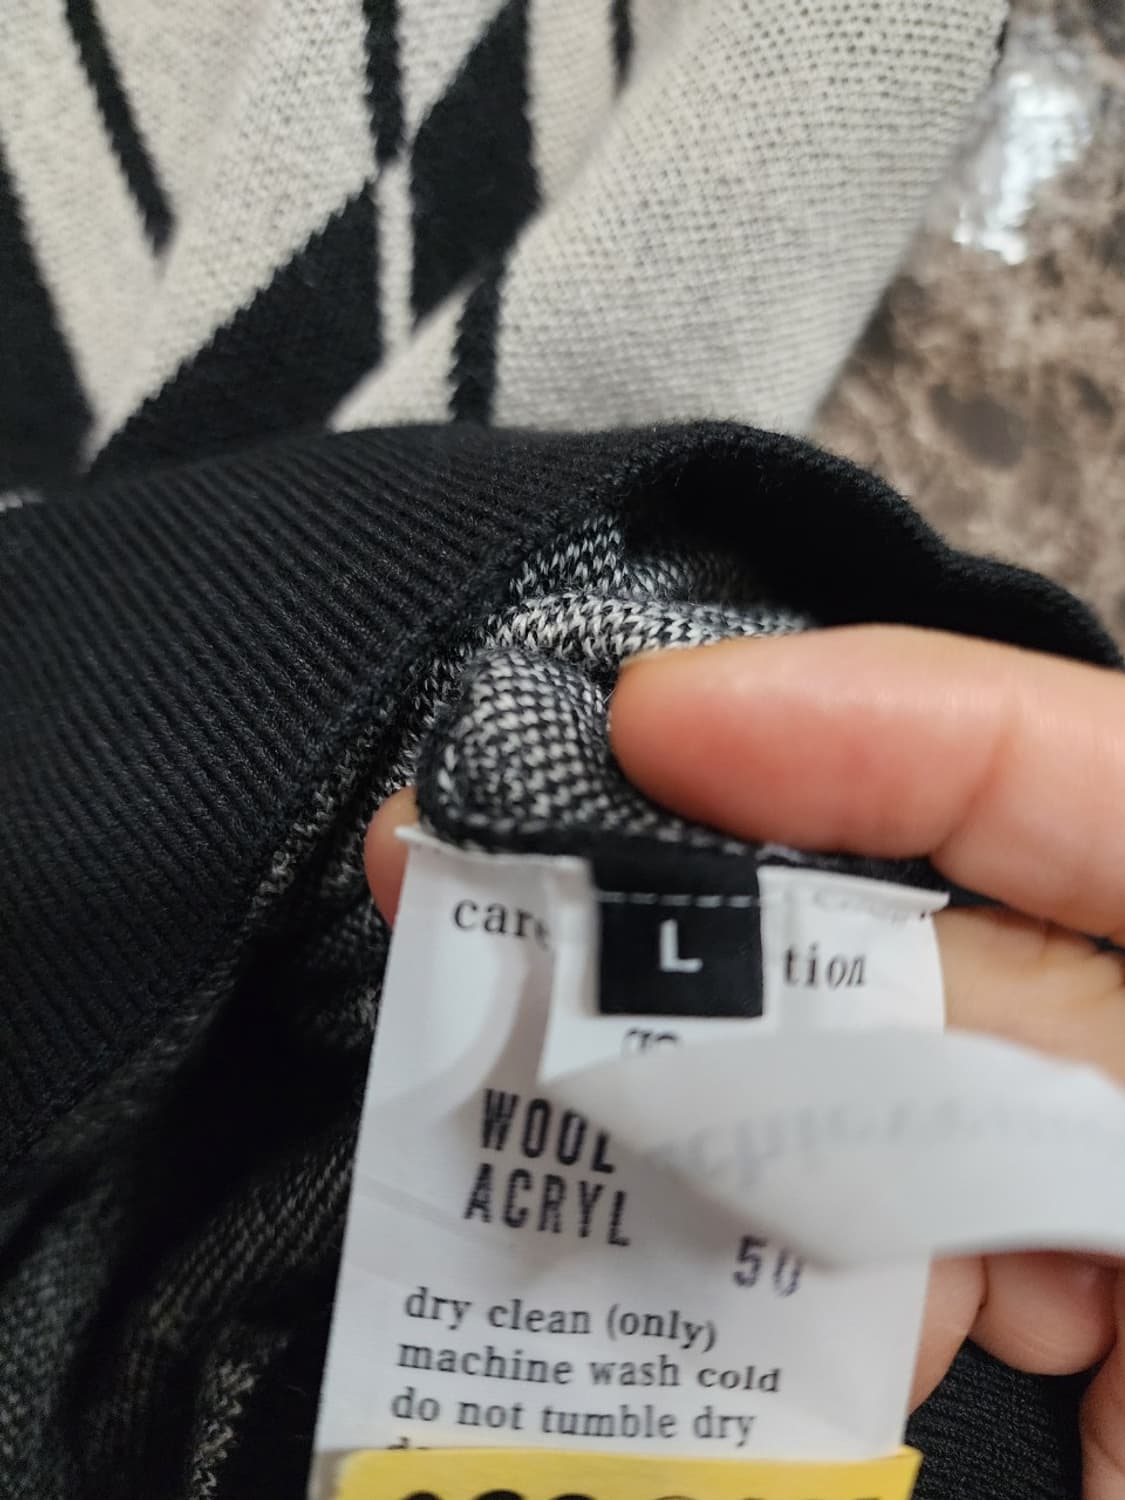 L
care
tion
WOOL
ACRYL
50
dry clean (only)
machine wash cold
do not tumble dry